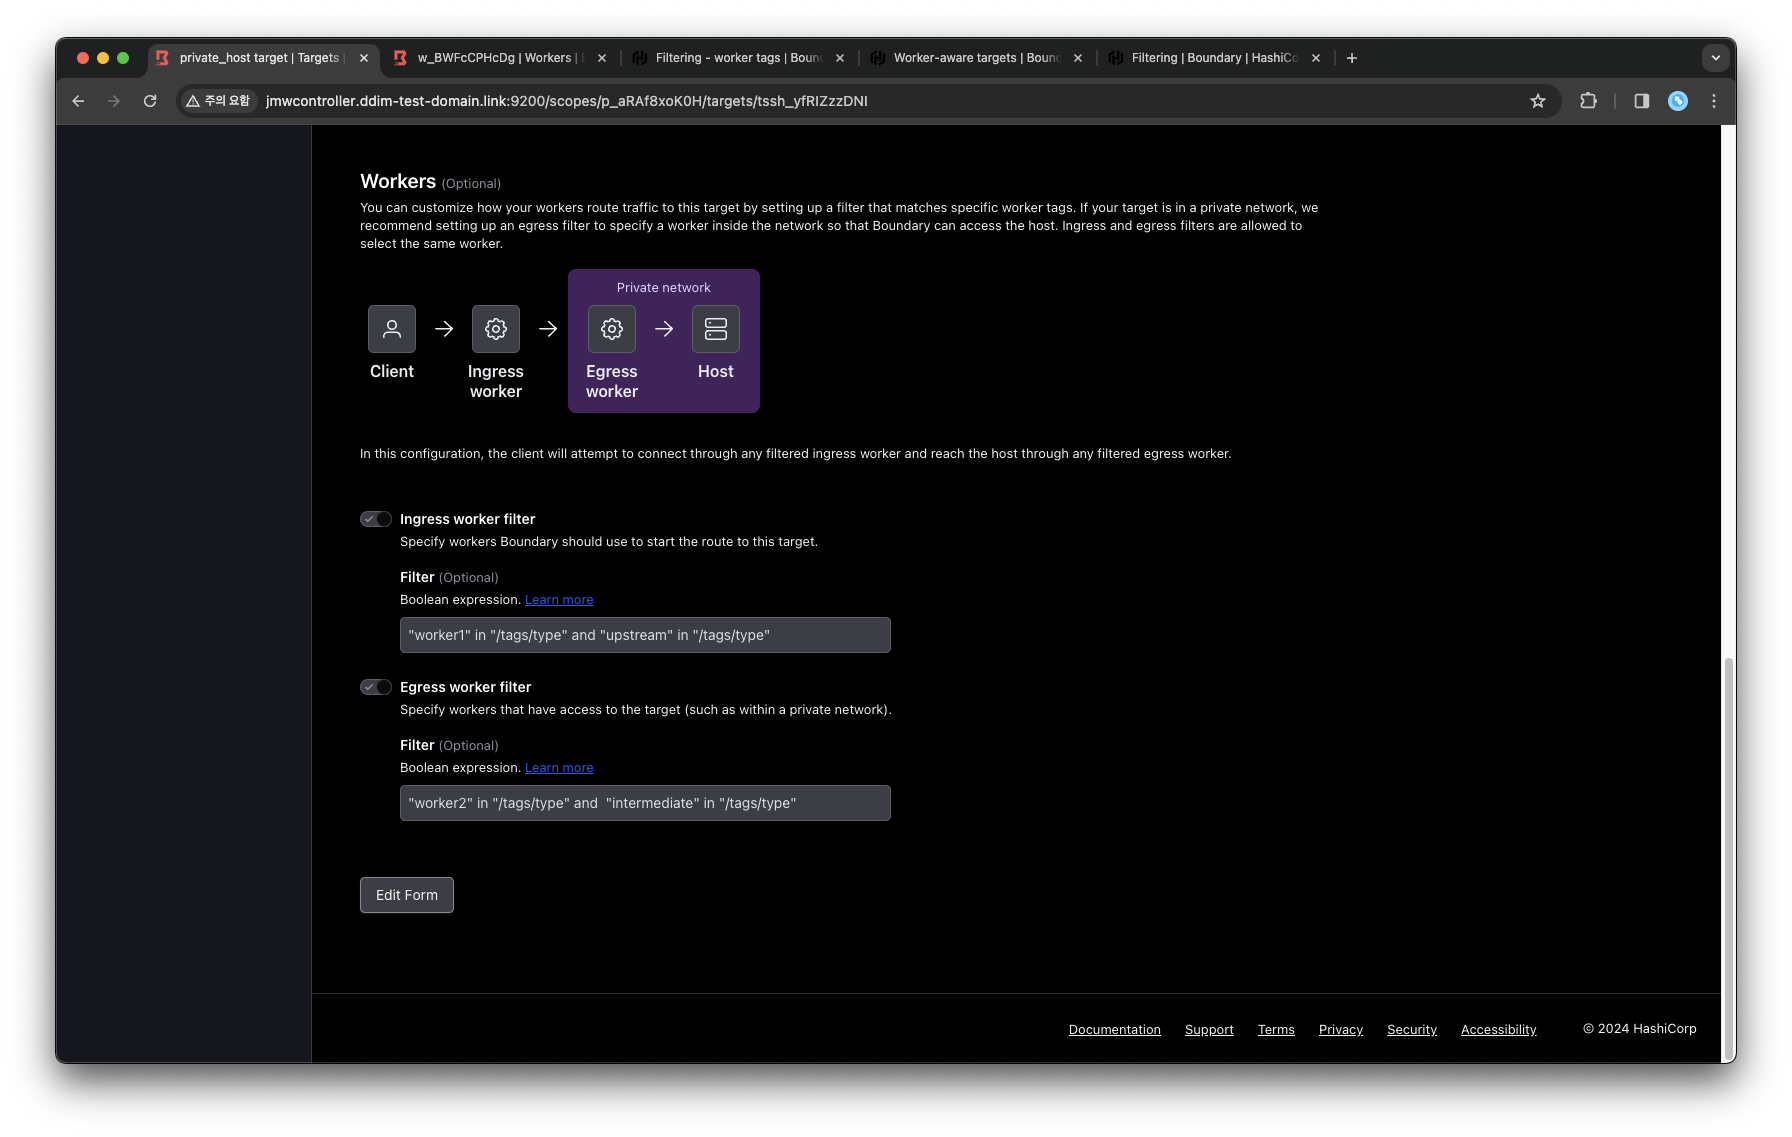 private_host target | Targets |
w_BWFcCPHcDg | Workers |
Filtering - worker tags | Boun
Worker-aware targets | Boun
Filtering | Boundary | HashiCo
주의 요함
jmwcontroller.ddim-test-domain.link:9200/scopes/p_aRAf8xoK0H/targets/tssh_yfRIZzzDNI
Workers (Optional)
You can customize how your workers route traffic to this target by setting up a filter that matches specific worker tags. If your target is in a private network, we
recommend setting up an egress filter to specify a worker inside the network so that Boundary can access the host. Ingress and egress filters are allowed to
select the same worker.
Private network
Client
Ingress
worker
Egress
worker
Host
In this configuration, the client will attempt to connect through any filtered ingress worker and reach the host through any filtered egress worker.
Ingress worker filter
Specify workers Boundary should use to start the route to this target.
Filter (Optional)
Boolean expression. Learn more
"worker1" in "/tags/type" and "upstream" in "/tags/type"
Egress worker filter
Specify workers that have access to the target (such as within a private network).
Filter (Optional)
Boolean expression. Learn more
"worker2" in "/tags/type" and  "intermediate" in "/tags/type"
Edit Form
Documentation
Support
Terms
Privacy
Security
Accessibility
© 2024 HashiCorp